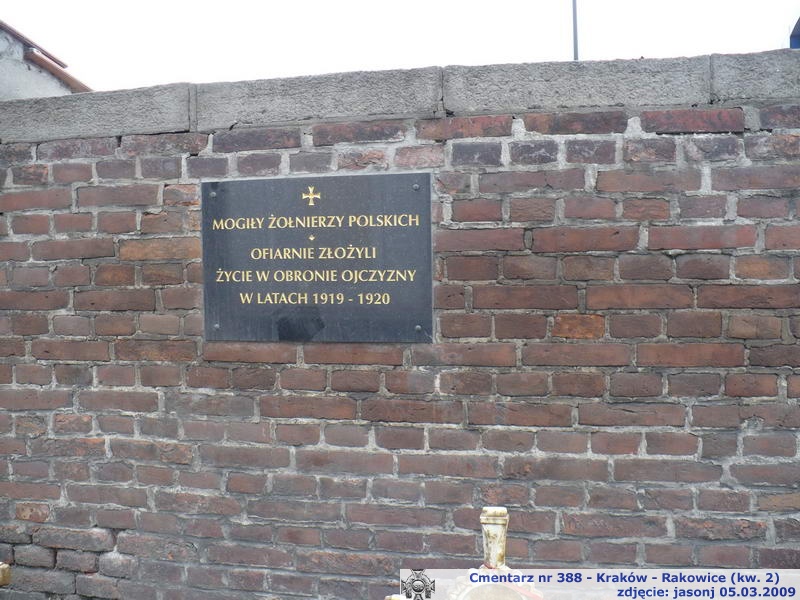 MOGIŁY ŻOŁNIERZY POLSKICH
OFIARNIE ZŁOŻYLI
ŻYCIE W OBRONIE OJCZYZNY
W LATACH 1919 - 1920
Cmentarz nr 388 - Kraków - Rakowice (kw. 2)
zdjęcie: jasonj 05.03.2009